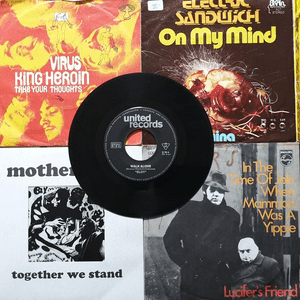 VIRUS
KING HEROIN
TAKE YOUR THOUGHTS
ELECTRIC
SANDWICH
On My Mind
united
records
WALK ALONE
mother
together we stand
In The
Time Of Job
When
Mammon
Was A
Yippie
Lucifer's Friend